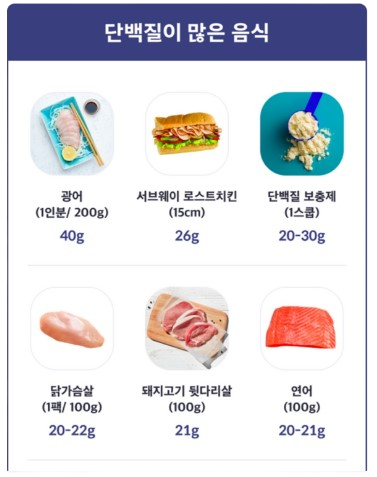 단백질이 많은 음식
광어
(1인분/ 200g)
40g
서브웨이 로스트치킨
(15cm)
26g
단백질 보충제
(1스쿱)
20-30g
닭가슴살
(1팩/ 100g)
20-22g
돼지고기 뒷다리살
(100g)
21g
연어
(100g)
20-21g